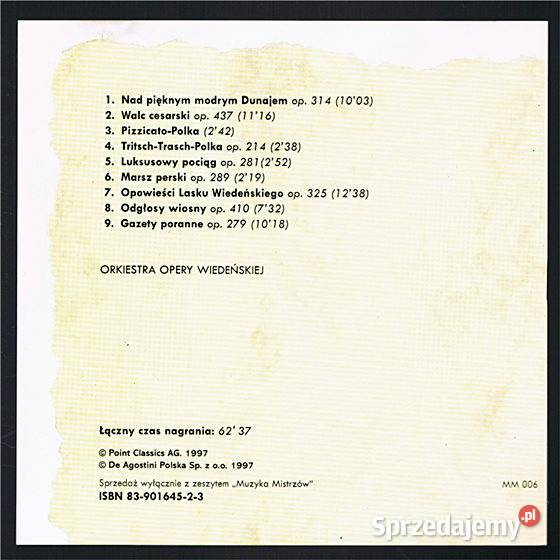 1. Nad pięknym modrym Dunajem op. 314 (10'03)
2. Walc cesarski op. 437 (11'16)
3. Pizzicato-Polka (2'42)
4. Tritsch-Trasch-Polka op. 214 (2'38)
5. Luksusowy pociąg op. 281(2'52)
6. Marsz perski op. 289 (2'19)
7. Opowieści Lasku Wiedeńskiego op. 325 (12'38)
8. Odgłosy wiosny op. 410 (7'32)
9. Gazety poranne op. 279 (10'18)
ORKIESTRA OPERY WIEDEŃSKIEJ
Łączny czas nagrania: 62' 37
© Point Classics AG. 1997
© De Agostini Polska Sp. z o.o. 1997
Sprzedaż wyłącznie z zeszytem „Muzyka Mistrzów"
MM 006
ISBN 83-901645-2-3
Sprzedajemy.pl